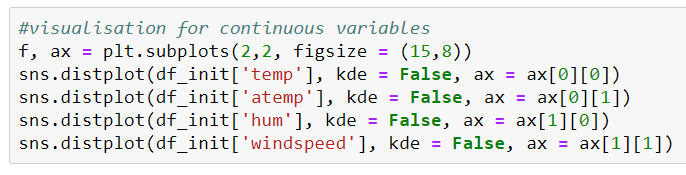 #visualisation for continuous variables
f, ax = plt.subplots(2,2, figsize = (15,8))
sns.distplot(df_init['temp'], kde = False, ax = ax[0][0])
sns.distplot(df_init['atemp'], kde = False, ax = ax[0][1])
sns.distplot(df_init['hum'], kde = False, ax = ax[1][0])
sns.distplot(df_init['windspeed'], kde = False, ax = ax[1][1])